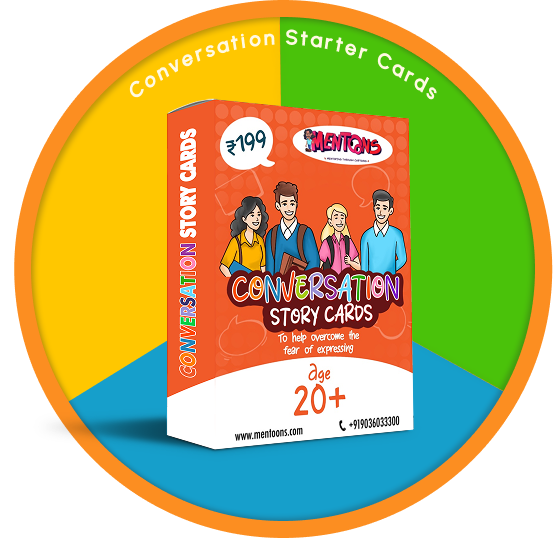 Conversation Starter Cards
₹199
MENTOONS
CONVERSATION STORY CARDS
CONVERSATION
STORY CARDS
To help overcome the
fear of expressing
age
20+
www.mentoons.com
+919036033300